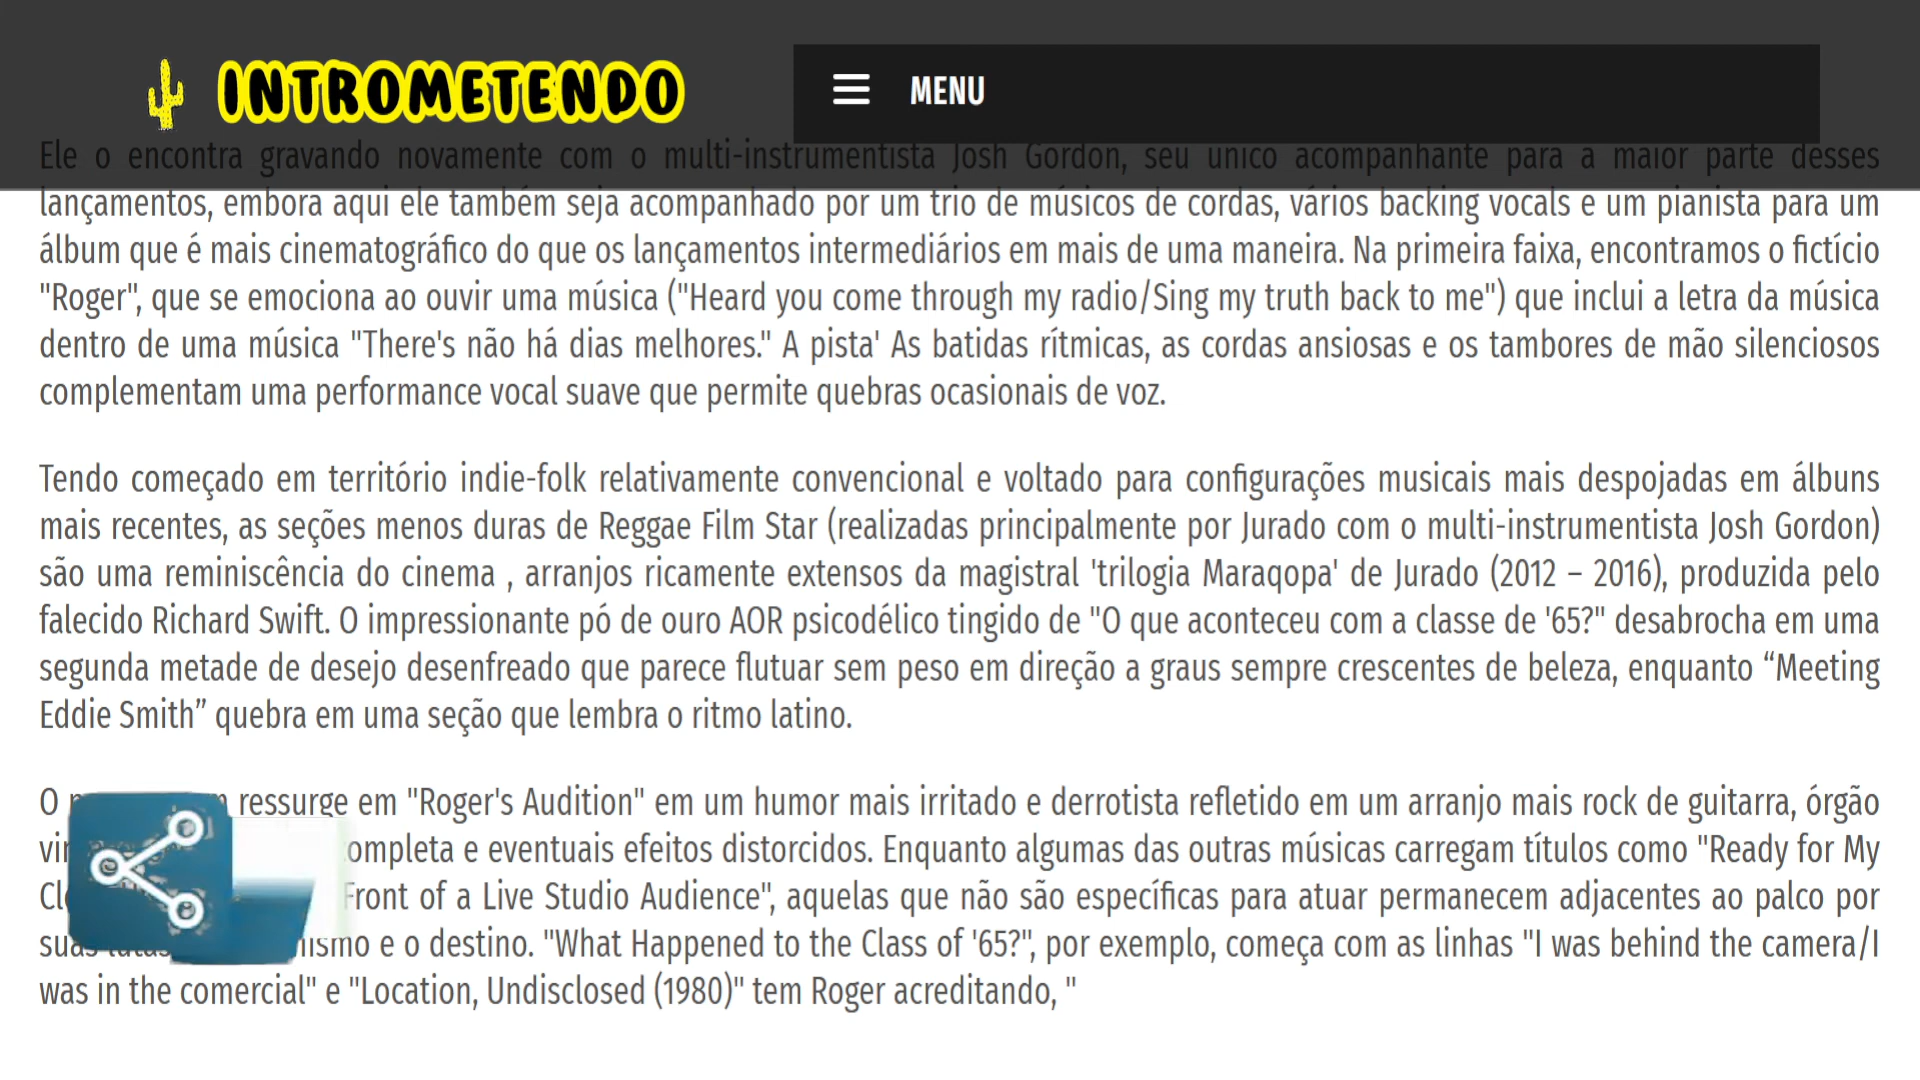 INTROMETENDO
MENU
Ele o encontra gravando novamente com o multi-instrumentista Josh Gordon, seu único acompanhante para a maior parte desses
lançamentos, embora aqui ele também seja acompanhado por um trio de músicos de cordas, vários backing vocals e um pianista para um
álbum que é mais cinematográfico do que os lançamentos intermediários em mais de uma maneira. Na primeira faixa, encontramos o fictício
"Roger", que se emociona ao ouvir uma música ("Heard you come through my radio/Sing my truth back to me") que inclui a letra da música
dentro de uma música "There's não há dias melhores." A pista' As batidas rítmicas, as cordas ansiosas e os tambores de mão silenciosos
complementam uma performance vocal suave que permite quebras ocasionais de voz.
Tendo começado em território indie-folk relativamente convencional e voltado para configurações musicais mais despojadas em álbuns
mais recentes, as seções menos duras de Reggae Film Star (realizadas principalmente por Jurado com o multi-instrumentista Josh Gordon)
são uma reminiscência do cinema , arranjos ricamente extensos da magistral 'trilogia Maraqopa' de Jurado (2012 – 2016), produzida pelo
falecido Richard Swift. O impressionante pó de ouro AOR psicodélico tingido de "O que aconteceu com a classe de '65?" desabrocha em uma
segunda metade de desejo desenfreado que parece flutuar sem peso em direção a graus sempre crescentes de beleza, enquanto “Meeting
Eddie Smith” quebra em uma seção que lembra o ritmo latino.
O ressurge em "Roger's Audition" em um humor mais irritado e derrotista refletido em um arranjo mais rock de guitarra, órgão
completa e eventuais efeitos distorcidos. Enquanto algumas das outras músicas carregam títulos como "Ready for My
Front of a Live Studio Audience", aquelas que não são específicas para atuar permanecem adjacentes ao palco por
suas e o destino. "What Happened to the Class of '65?", por exemplo, começa com as linhas "I was behind the camera/I
was in the comercial" e "Location, Undisclosed (1980)" tem Roger acreditando, "